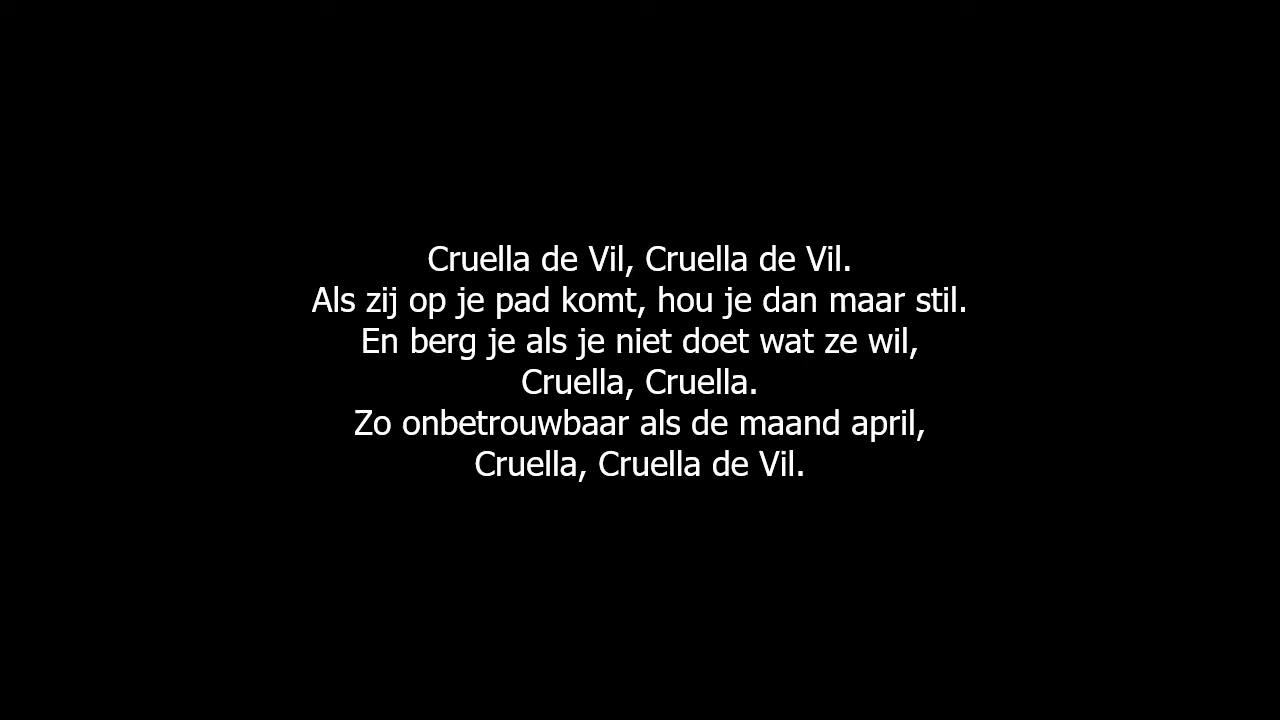 Cruella de Vil, Cruella de Vil.
Als zij op je pad komt, hou je dan maar stil.
En berg je als je niet doet wat ze wil,
Cruella, Cruella.
Zo onbetrouwbaar als de maand april,
Cruella, Cruella de Vil.